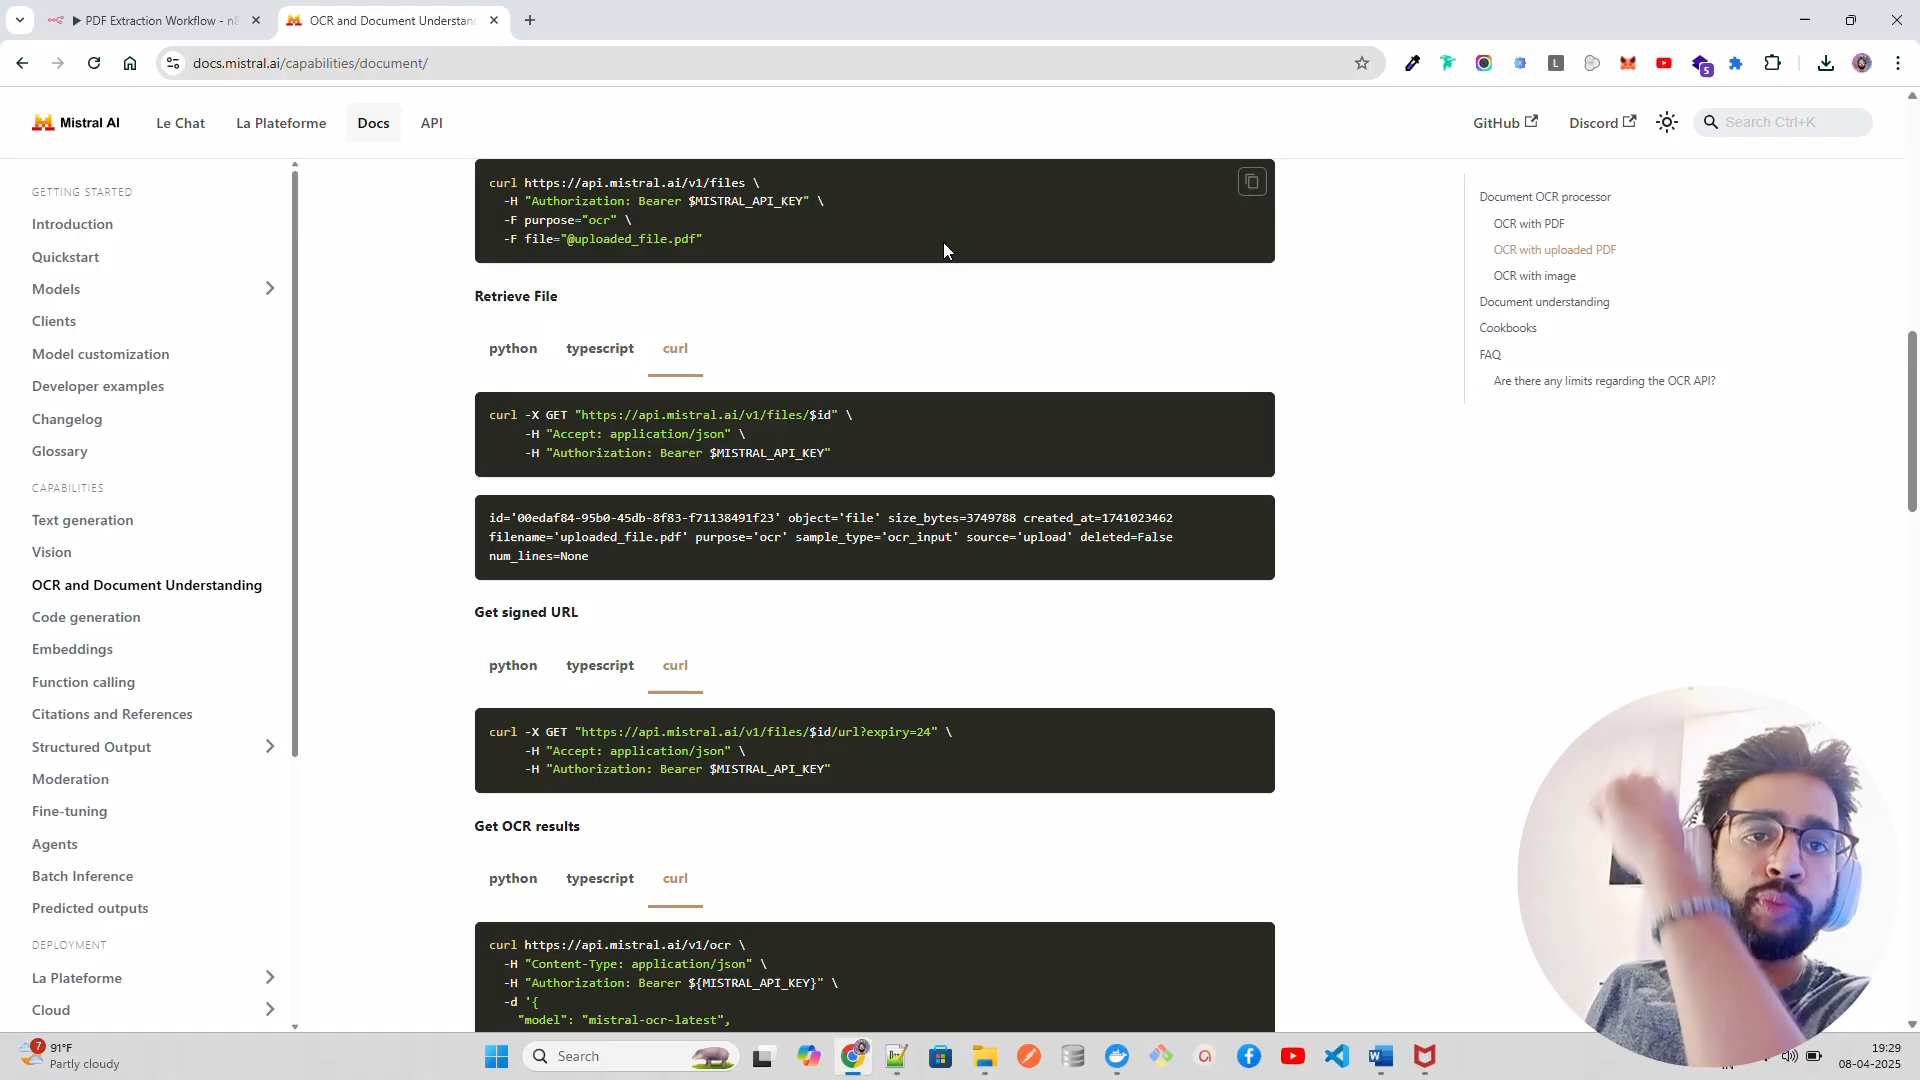 PDF Extraction Workflow - n8
OCR and Document Understan
docs.mistral.ai/capabilities/document/
L
5
Mistral AI
Le Chat
La Plateforme
Docs
API
GitHub
Discord
Search Ctrl+K
GETTING STARTED
Introduction
Quickstart
Models
Clients
Model customization
Developer examples
Changelog
Glossary
CAPABILITIES
Text generation
Vision
OCR and Document Understanding
Code generation
Embeddings
Function calling
Citations and References
Structured Output
Moderation
Fine-tuning
Agents
Batch Inference
Predicted outputs
DEPLOYMENT
La Plateforme
Cloud
curl https://api.mistral.ai/v1/files \
-H "Authorization: Bearer $MISTRAL_API_KEY" \
-F purpose="ocr" \
-F file="@uploaded_file.pdf"
Retrieve File
python typescript curl
curl -X GET "https://api.mistral.ai/v1/files/$id" \
-H "Accept: application/json" \
-H "Authorization: Bearer $MISTRAL_API_KEY"
id='00edaf84-95b0-45db-8f83-f71138491f23' object='file' size_bytes=3749788 created_at=1741023462
filename='uploaded_file.pdf' purpose='ocr' sample_type='ocr_input' source='upload' deleted=False
num_lines=None
Get signed URL
python typescript curl
curl -X GET "https://api.mistral.ai/v1/files/$id/url?expiry=24" \
-H "Accept: application/json" \
-H "Authorization: Bearer $MISTRAL_API_KEY"
Get OCR results
python typescript curl
curl https://api.mistral.ai/v1/ocr \
-H "Content-Type: application/json" \
-H "Authorization: Bearer ${MISTRAL_API_KEY}" \
-d '{
"model": "mistral-ocr-latest",
Document OCR processor
OCR with PDF
OCR with uploaded PDF
OCR with image
Document understanding
Cookbooks
FAQ
Are there any limits regarding the OCR API?
7
91°F
Partly cloudy
Search
19:29
08-04-2025